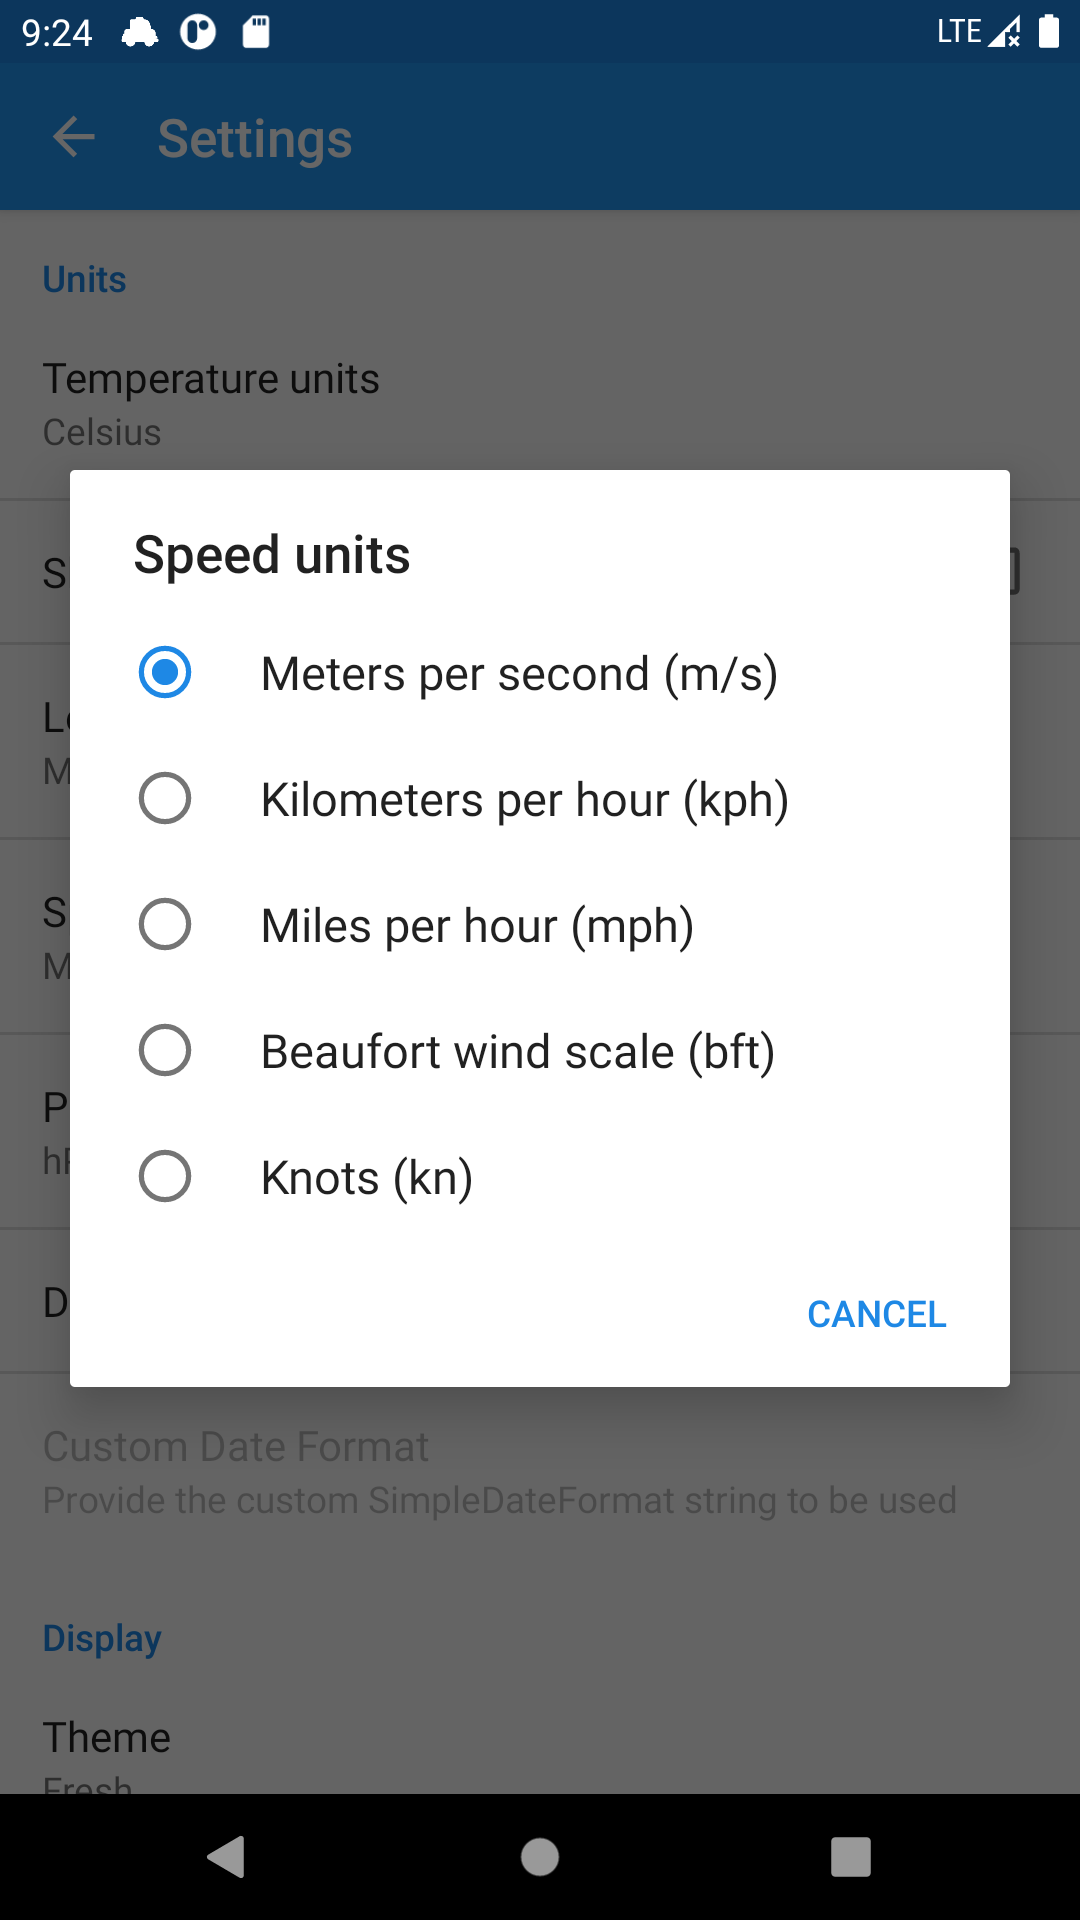 9:24
LTE
Settings
Units
Temperature units
Celsius
Speed units
Meters per second (m/s)
Kilometers per hour (kph)
Miles per hour (mph)
Beaufort wind scale (bft)
Knots (kn)
CANCEL
Custom Date Format
Provide the custom SimpleDateFormat string to be used
Display
Theme
Fresh